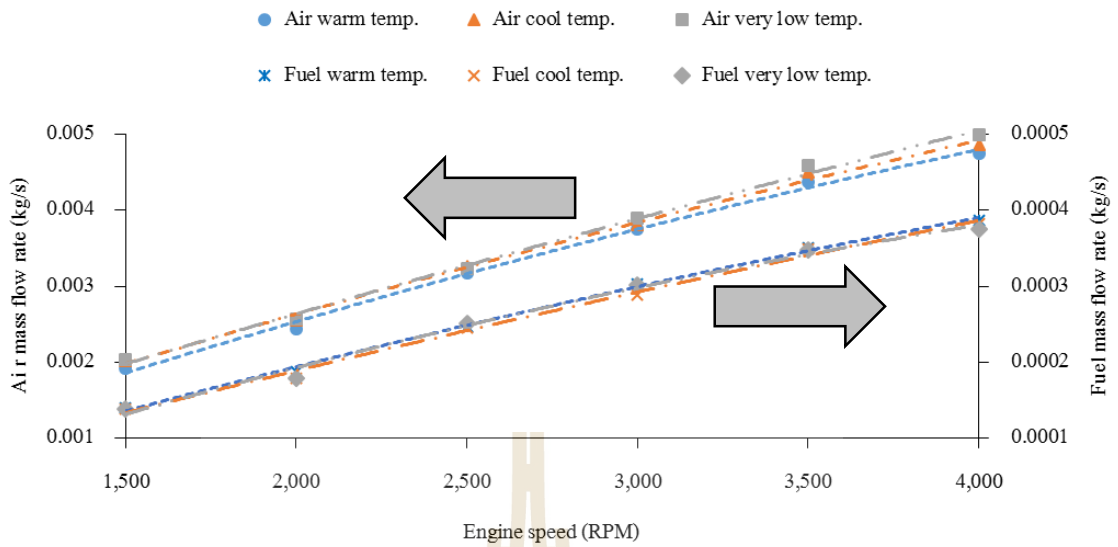 Air warm temp. Air cool temp. Air very low temp.
Fuel warm temp. Fuel cool temp. Fuel very low temp.
0.005 0.0005
0.004 0.0004
0.003 0.0003
0.002 0.0002
0.001 0.0001
Ai r mass flow rate (kg/s)
Fuel mass flow rate (kg/s)
1,500 2,000 2,500 3,000 3,500 4,000
Engine speed (RPM)